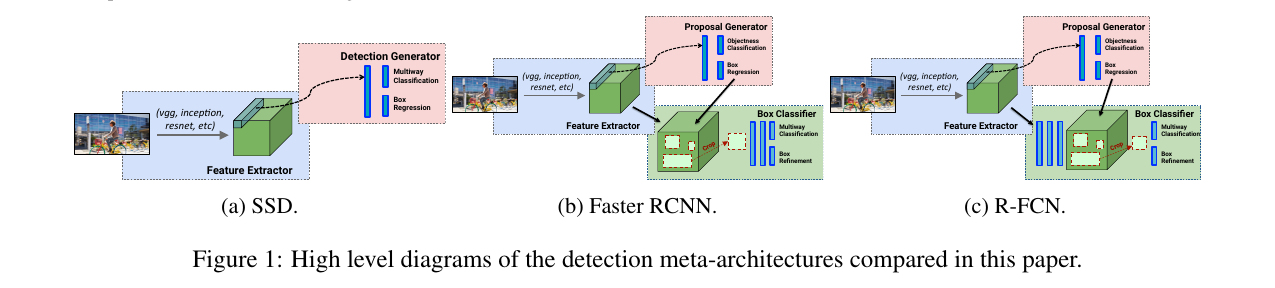 Detection Generator
Multiway
Classification
Box
Regression
(vgg, inception,
resnet, etc)
Feature Extractor
(a) SSD.
Proposal Generator
Objectness
Classification
Box
Regression
(vgg, inception,
resnet, etc)
Feature Extractor
Box Classifier
Crop
Multiway
Classification
Box
Refinement
(b) Faster RCNN.
Proposal Generator
Objectness
Classification
Box
Regression
(vgg, inception,
resnet, etc)
Feature Extractor
Box Classifier
Crop
Multiway
Classification
Box
Refinement
(c) R-FCN.
Figure 1: High level diagrams of the detection meta-architectures compared in this paper.